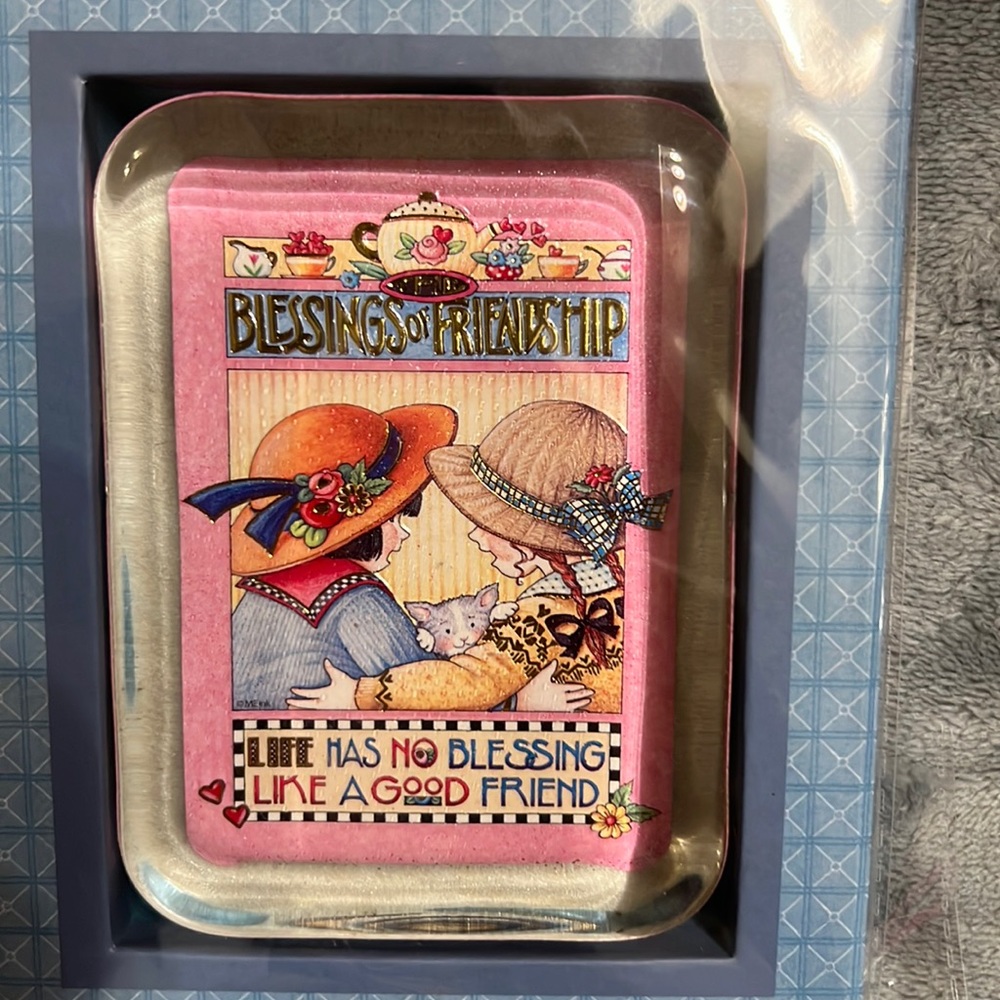 BLESSINGS OF FRIENDSHIP
LIFE HAS NO BLESSING
LIKE A GOOD FRIEND